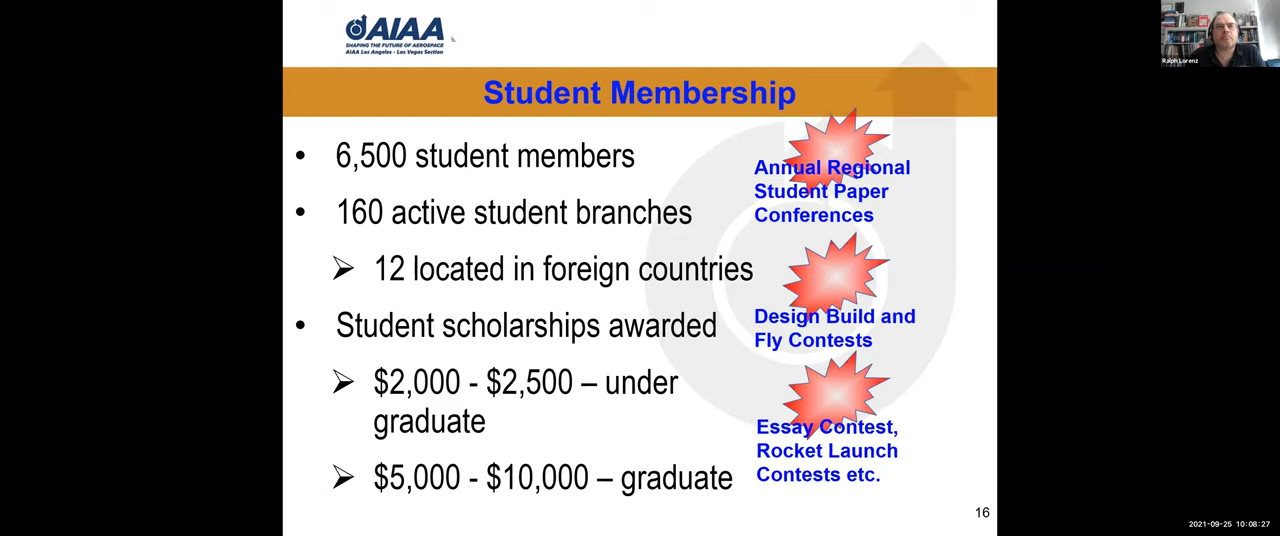 AIAA
SHAPING THE FUTURE OF AEROSPACE
AIAA Los Angeles - Las Vegas Section
Ralph Lorenz
Student Membership
• 6,500 student members
• 160 active student branches
➢ 12 located in foreign countries
• Student scholarships awarded
➢ $2,000 - $2,500 – under
graduate
➢ $5,000 - $10,000 – graduate
Annual Regional
Student Paper
Conferences
Design Build and
Fly Contests
Essay Contest,
Rocket Launch
Contests etc.
16
2021-09-25 10:08:27